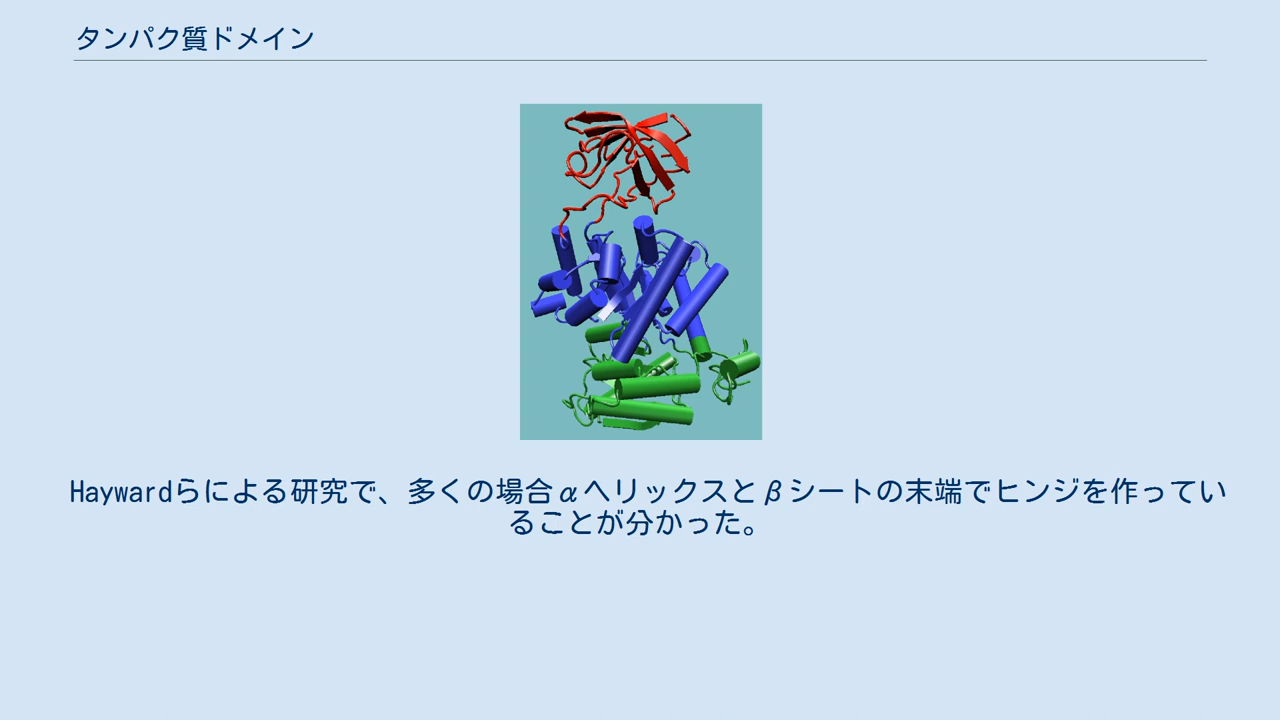 タンパク質ドメイン
Haywardらによる研究で、多くの場合αヘリックスとβシートの末端でヒンジを作ってい
ることが分かった。